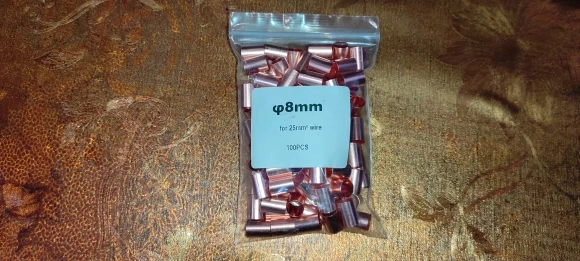 φ8mm
for 25mm² wire
100PCS